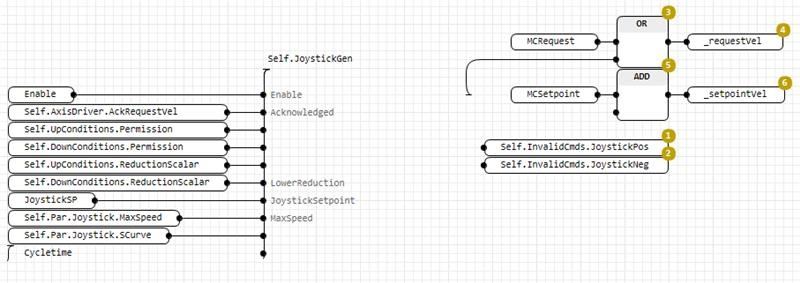 Self.JoystickGen
Enable
Self.AxisDriver.AckRequestVel
Self.UpConditions.Permission
Self.DownConditions.Permission
Self.UpConditions.ReductionScalar
Self.DownConditions.ReductionScalar
JoystickSP
Self.Par.Joystick.MaxSpeed
Self.Par.Joystick.SCurve
Cycletime
Enable
Acknowledged
LowerReduction
JoystickSetpoint
MaxSpeed
3
OR
MCRequest
4
_requestVel
5
ADD
MCSetpoint
6
_setpointVel
1
Self.InvalidCmds.JoystickPos
2
Self.InvalidCmds.JoystickNeg